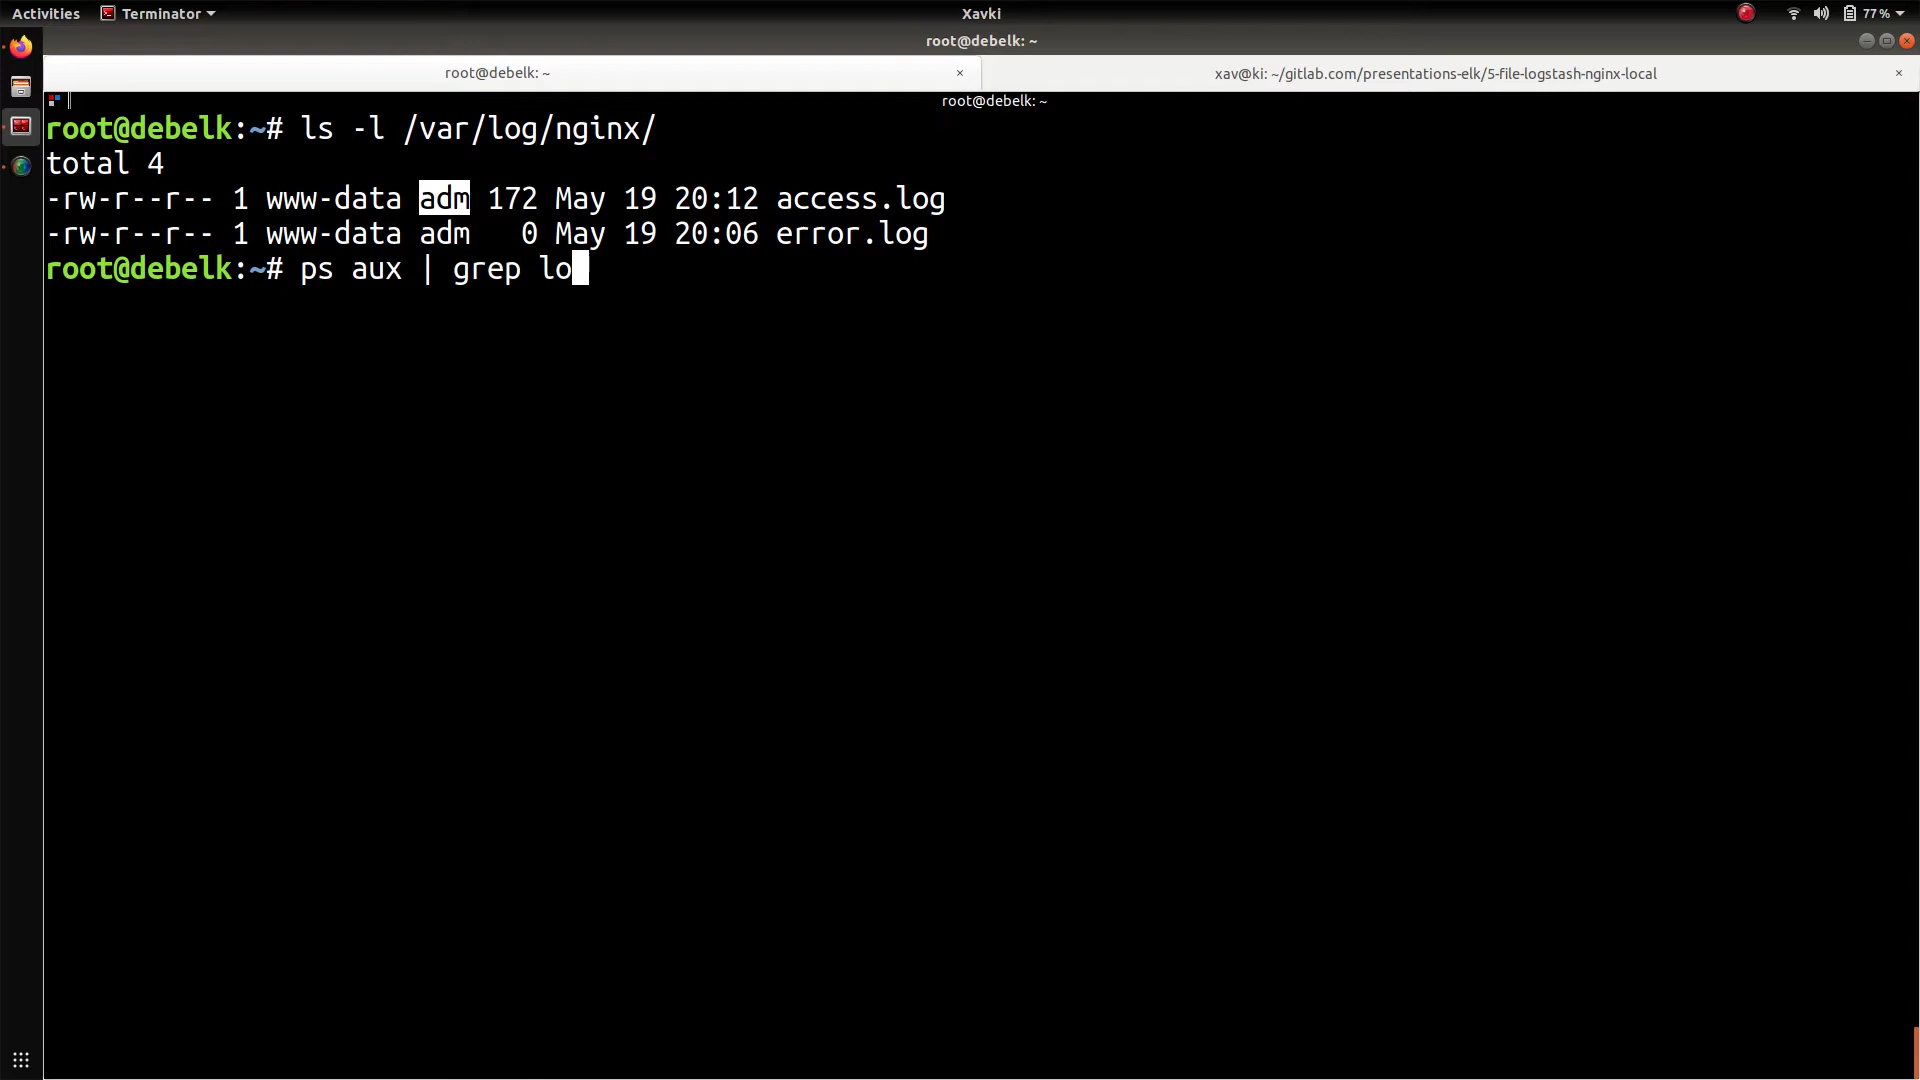 Activities Terminator Xavki 77 %
root@debelk: ~
root@debelk: ~ × xav@ki: ~/gitlab.com/presentations-elk/5-file-logstash-nginx-local ×
root@debelk: ~
root@debelk:~# ls -l /var/log/nginx/
total 4
-rw-r--r-- 1 www-data adm 172 May 19 20:12 access.log
-rw-r--r-- 1 www-data adm   0 May 19 20:06 error.log
root@debelk:~# ps aux | grep lo